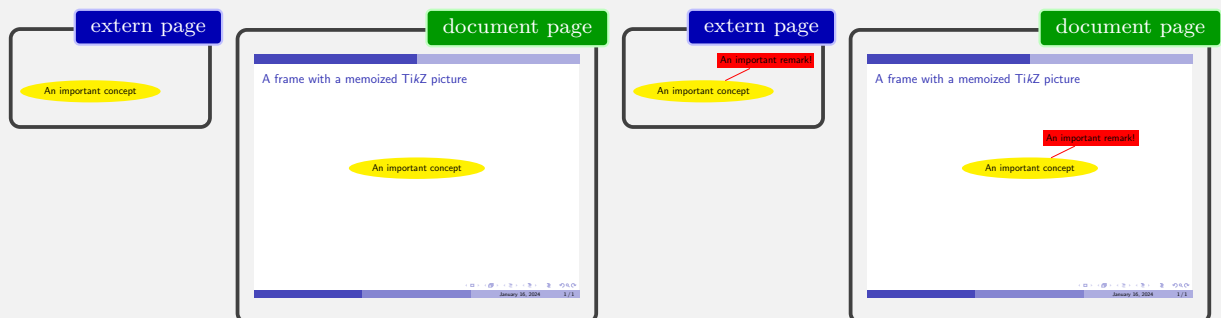 extern page
An important concept
document page
A frame with a memoized TikZ picture
An important concept
January 16, 2024 1 / 1
extern page
An important remark!
An important concept
document page
A frame with a memoized TikZ picture
An important remark!
An important concept
January 16, 2024 1 / 1